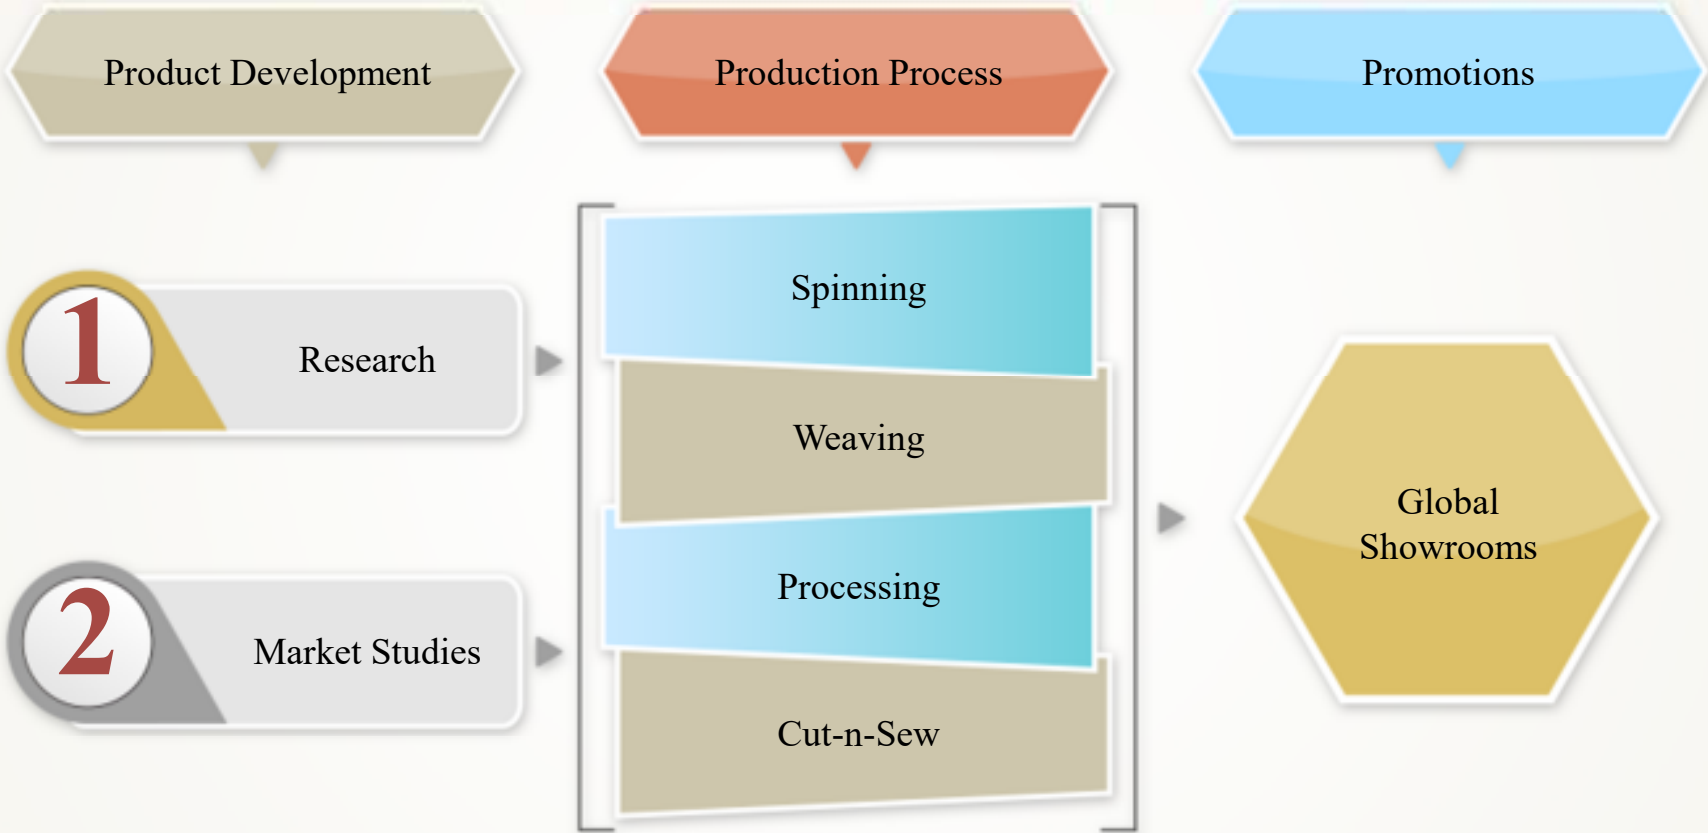 Product Development
Production Process
Promotions
1
Research
2
Market Studies
Spinning
Weaving
Processing
Cut-n-Sew
Global
Showrooms